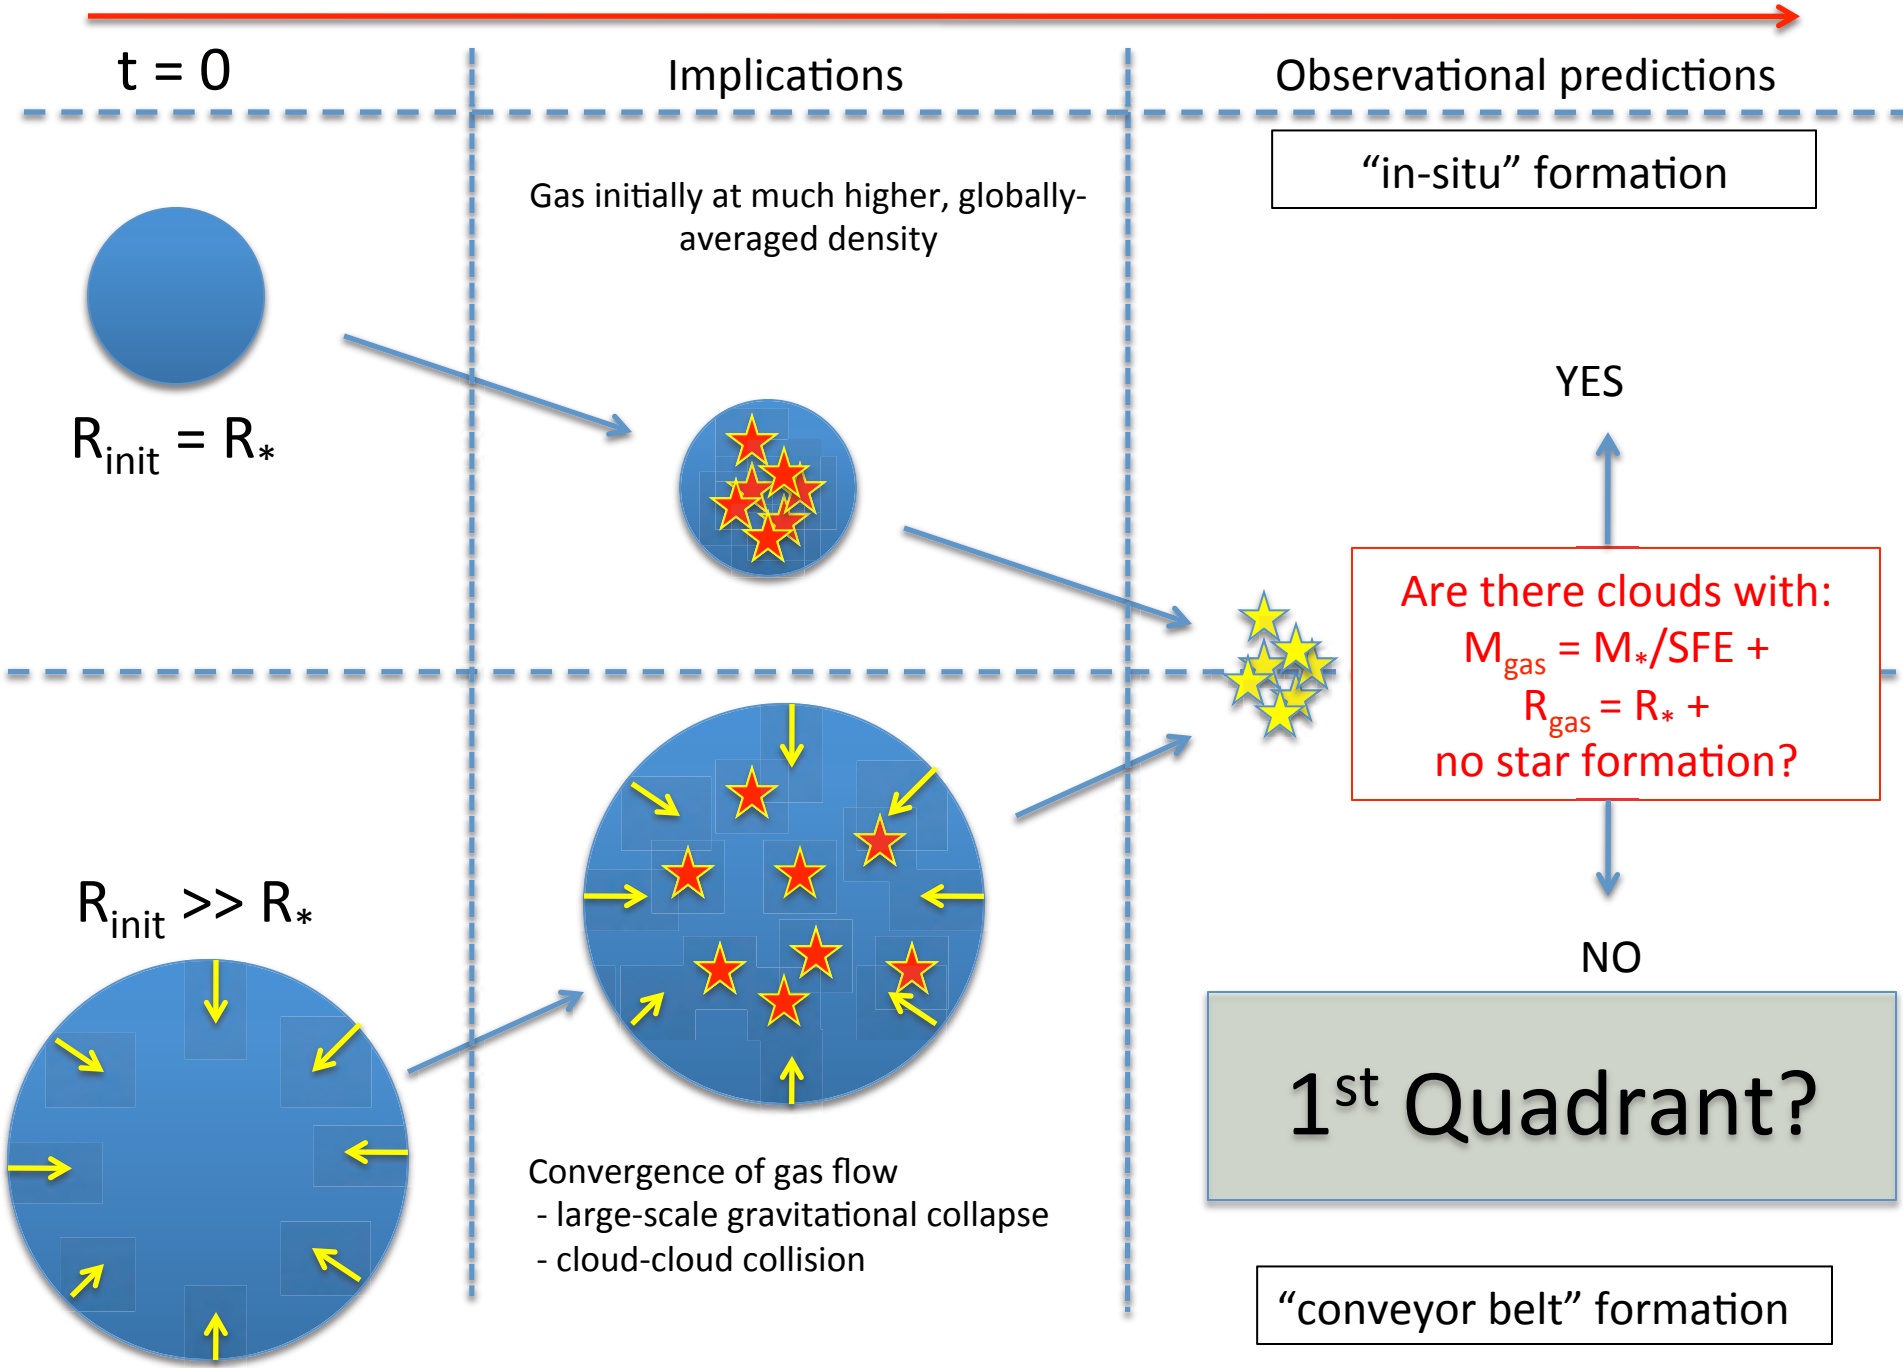 t = 0
Implications
Observational predictions
“in-situ” formation
Gas initially at much higher, globally-
averaged density
YES
R_init = R_*
Are there clouds with:
M_gas = M_*/SFE +
R_gas = R_* +
no star formation?
R_init >> R_*
NO
1st Quadrant?
Convergence of gas flow
- large-scale gravitational collapse
- cloud-cloud collision
“conveyor belt” formation